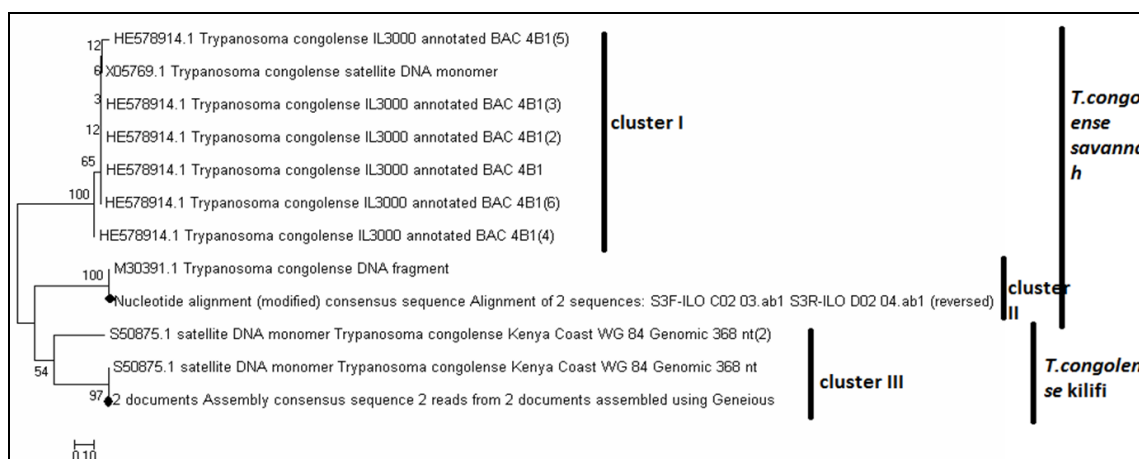 HE578914.1 Trypanosoma congolense IL3000 annotated BAC 4B1(5)
12
6
X05769.1 Trypanosoma congolense satellite DNA monomer
3
HE578914.1 Trypanosoma congolense IL3000 annotated BAC 4B1(3)
12
HE578914.1 Trypanosoma congolense IL3000 annotated BAC 4B1(2)
65
HE578914.1 Trypanosoma congolense IL3000 annotated BAC 4B1
100
HE578914.1 Trypanosoma congolense IL3000 annotated BAC 4B1(6)
HE578914.1 Trypanosoma congolense IL3000 annotated BAC 4B1(4)
cluster I
T.congo
ense
savanna
h
M30391.1 Trypanosoma congolense DNA fragment
100
Nucleotide alignment (modified) consensus sequence Alignment of 2 sequences: S3F-ILO C02 03.ab1 S3R-ILO D02 04.ab1 (reversed)
cluster
II
S50875.1 satellite DNA monomer Trypanosoma congolense Kenya Coast WG 84 Genomic 368 nt(2)
54
S50875.1 satellite DNA monomer Trypanosoma congolense Kenya Coast WG 84 Genomic 368 nt
97
2 documents Assembly consensus sequence 2 reads from 2 documents assembled using Geneious
cluster III
T.congolen
se kilifi
0.10